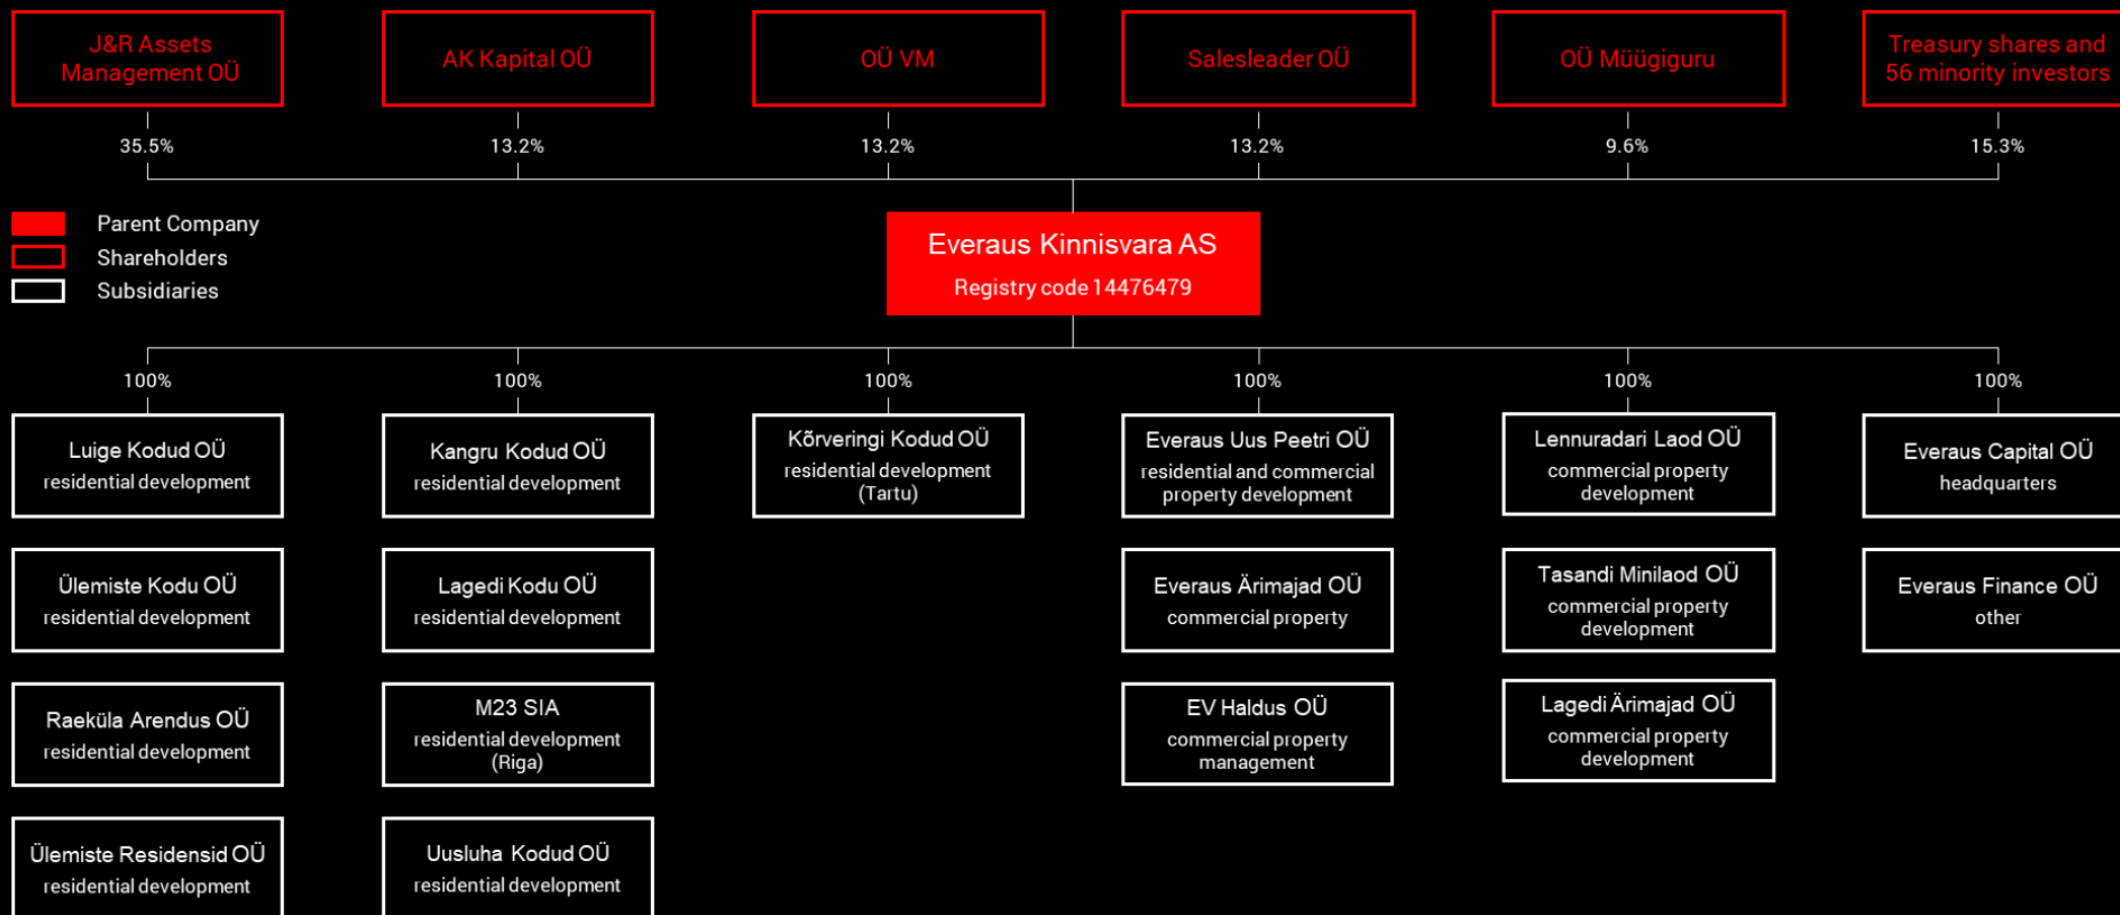 J&R Assets
Management OÜ
AK Kapital OÜ
OÜ VM
Salesleader OÜ
OÜ Müügiguru
Treasury shares and
56 minority investors
35.5%
13.2%
13.2%
13.2%
9.6%
15.3%
Parent Company
Shareholders
Subsidiaries
Everaus Kinnisvara AS
Registry code 14476479
100%
100%
100%
100%
100%
100%
Luige Kodud OÜ
residential development
Kangru Kodud OÜ
residential development
Kõrveringi Kodud OÜ
residential development
(Tartu)
Everaus Uus Peetri OÜ
residential and commercial
property development
Lennuradari Laod OÜ
commercial property
development
Everaus Capital OÜ
headquarters
Ülemiste Kodu OÜ
residential development
Lagedi Kodu OÜ
residential development
Everaus Ärimajad OÜ
commercial property
Tasandi Minilaod OÜ
commercial property
development
Everaus Finance OÜ
other
Raeküla Arendus OÜ
residential development
M23 SIA
residential development
(Riga)
EV Haldus OÜ
commercial property
management
Lagedi Ärimajad OÜ
commercial property
development
Ülemiste Residensid OÜ
residential development
Uusluha Kodud OÜ
residential development